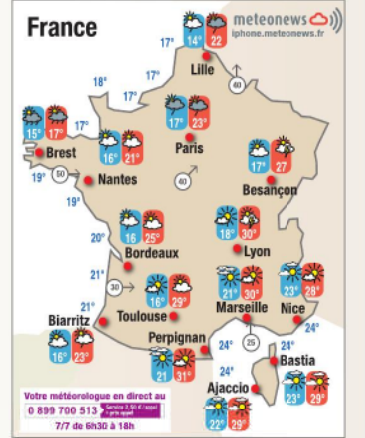 France
meteonews
iphone.meteonews.fr
14° 22
17°
Lille
17°
40
18°
17°
15° 17°
17°
17° 23°
Brest
16° 21°
Paris
17° 27
19°
50
Nantes
40
Besançon
19°
20°
16 25°
18° 30°
Bordeaux
Lyon
21°
30
16° 29°
21° 30°
23° 28°
21°
Biarritz
Toulouse
Marseille
Nice
16° 23°
Perpignan
25
24°
21 31°
24°
24°
Bastia
24°
Ajaccio
23° 29°
22° 29°
Votre météorologue en direct au
0 899 700 513
7/7 de 6h30 à 18h